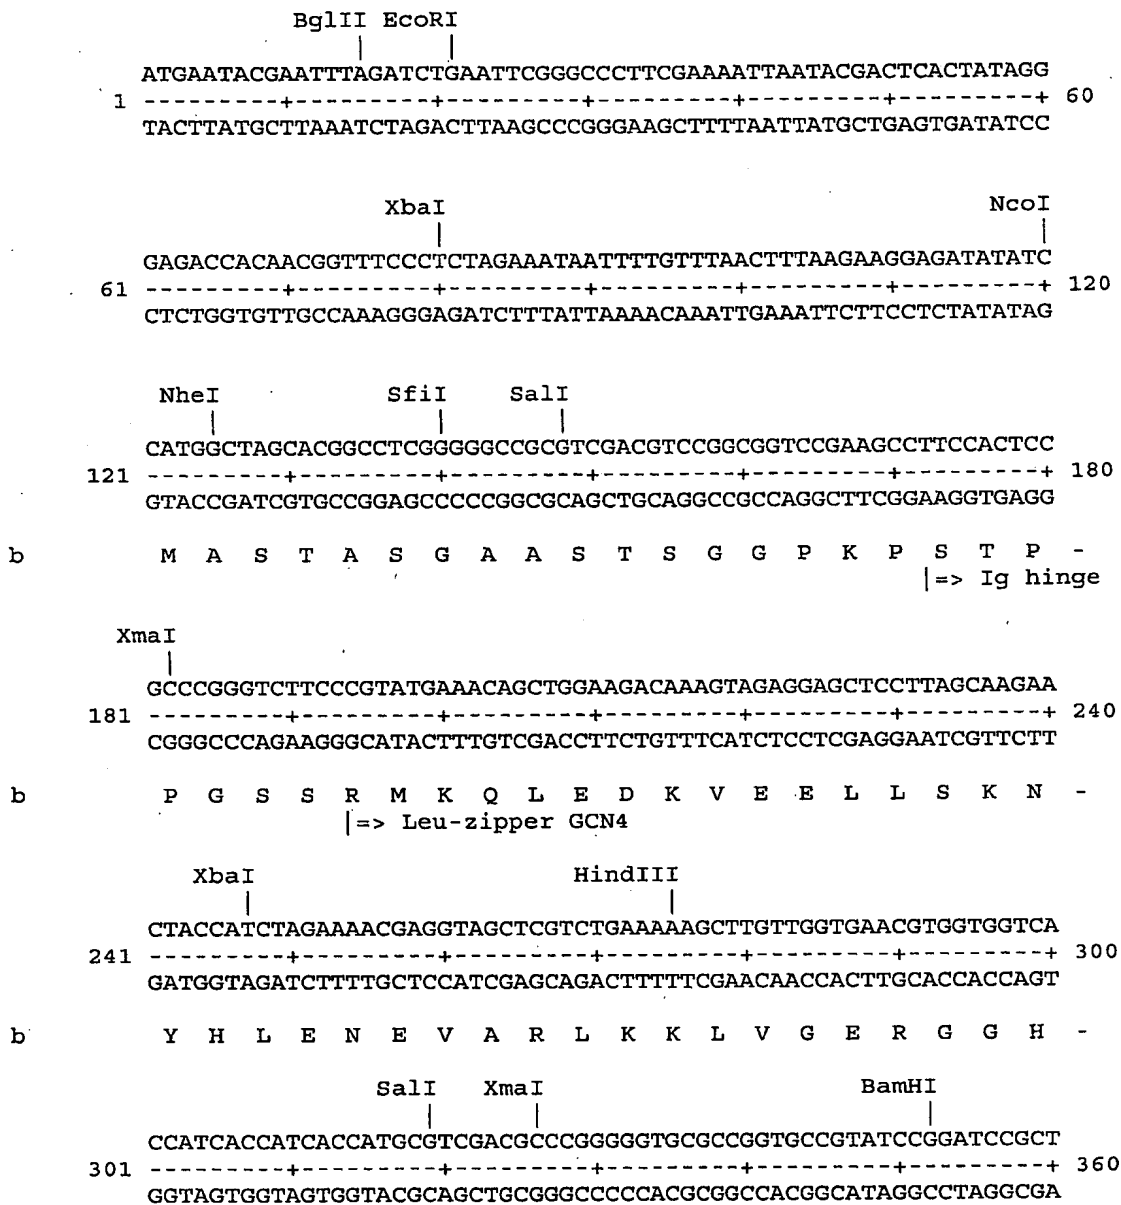 BglII EcoRI
ATGAATACGAATTTAGATCTGAATTCGGGCCCTTCGAAAATTAATACGACTCACTATAGG
1 ---------+---------+---------+---------+---------+---------+ 60
TACTTATGCTTAAATCTAGACTTAAGCCCGGGAAGCTTTTAATTATGCTGAGTGATATCC
XbaI NcoI
GAGACCACAACGGTTTCCCTCTAGAAATAATTTTGTTTAACTTTAAGAAGGAGATATATC
61 ---------+---------+---------+---------+---------+---------+ 120
CTCTGGTGTTGCCAAAGGGAGATCTTTATTAAAACAAATTGAAATTCTTCCTCTATATAG
NheI SfiI SalI
CATGGCTAGCACGGCCTCGGGGGCCGCGTCGACGTCCGGCGGTCCGAAGCCTTCCACTCC
121 ---------+---------+---------+---------+---------+---------+ 180
GTACCGATCGTGCCGGAGCCCCCGGCGCAGCTGCAGGCCGCCAGGCTTCGGAAGGTGAGG
b M A S T A S G A A S T S G G P K P S T P -
|=> Ig hinge
XmaI
GCCCGGGTCTTCCCGTATGAAACAGCTGGAAGACAAAGTAGAGGAGCTCCTTAGCAAGAA
181 ---------+---------+---------+---------+---------+---------+ 240
CGGGCCCAGAAGGGCATACTTTGTCGACCTTCTGTTTCATCTCCTCGAGGAATCGTTCTT
b P G S S R M K Q L E D K V E E L L S K N -
|=> Leu-zipper GCN4
XbaI HindIII
CTACCATCTAGAAAACGAGGTAGCTCGTCTGAAAAAGCTTGTTGGTGAACGTGGTGGTCA
241 ---------+---------+---------+---------+---------+---------+ 300
GATGGTAGATCTTTTGCTCCATCGAGCAGACTTTTTCGAACAACCACTTGCACCACCAGT
b Y H L E N E V A R L K K L V G E R G G H -
SalI XmaI BamHI
CCATCACCATCACCATGCGTCGACGCCCGGGGGTGCGCCGGTGCCGTATCCGGATCCGCT
301 ---------+---------+---------+---------+---------+---------+ 360
GGTAGTGGTAGTGGTACGCAGCTGCGGGCCCCCACGCGGCCACGGCATAGGCCTAGGCGA